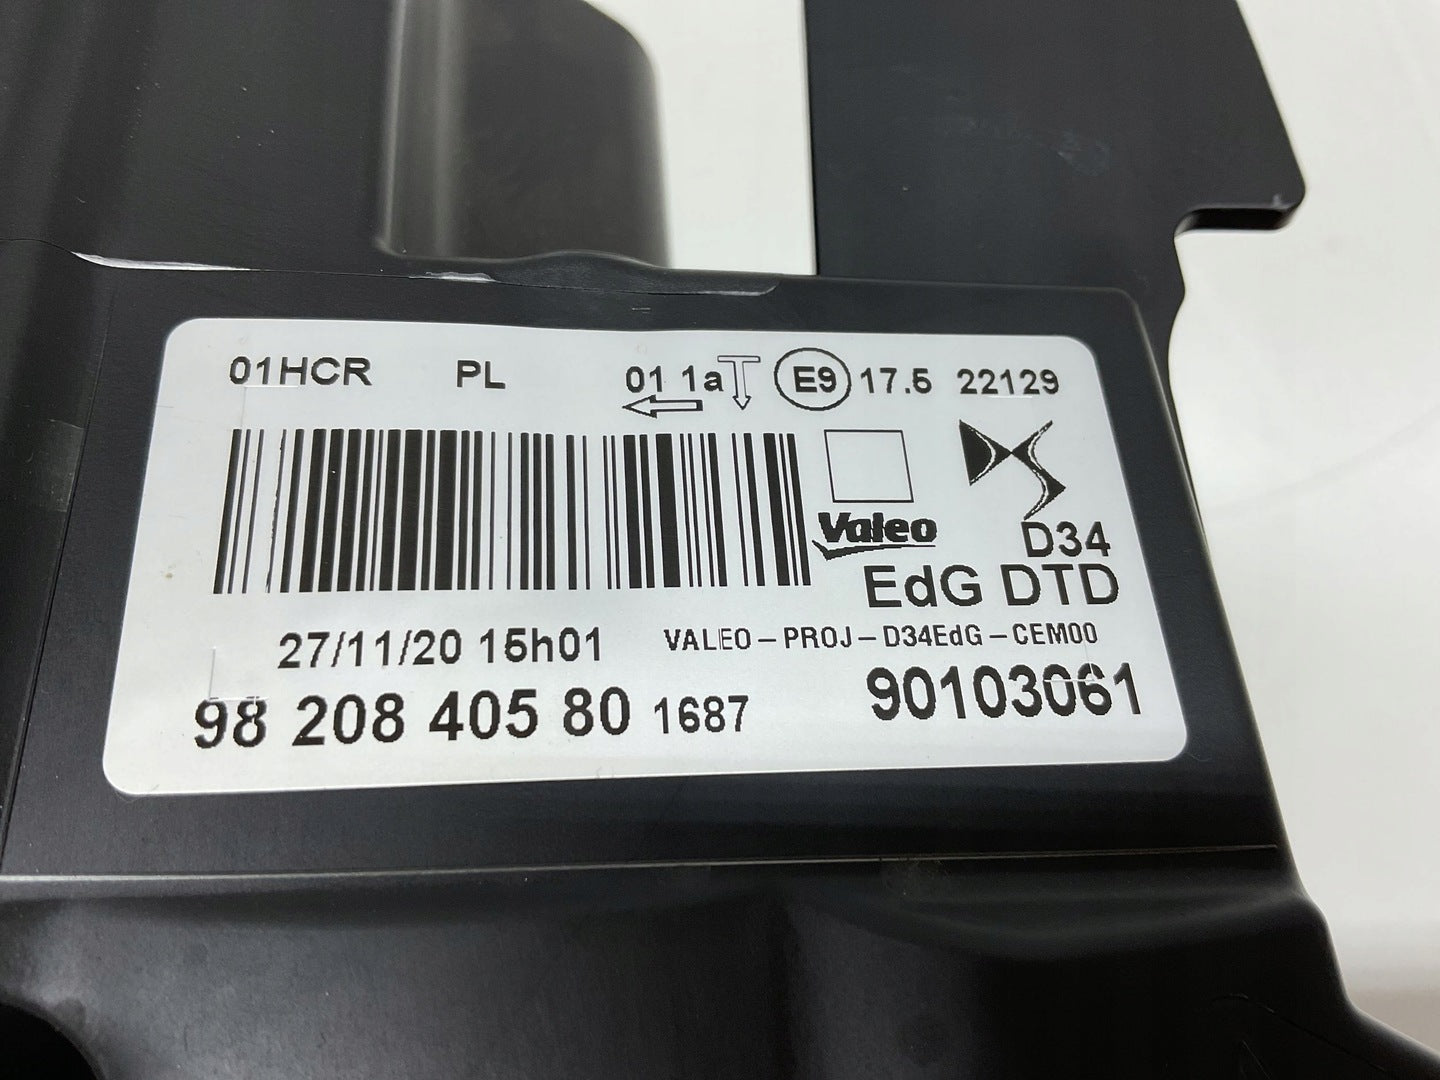 01HCR PL 01 1a E9 17.5 22129
Valeo
D34
EdG DTD
27/11/20 15h01 VALEO-PROJ-D34EdG-CEM00
98 208 405 80 1687 90103061